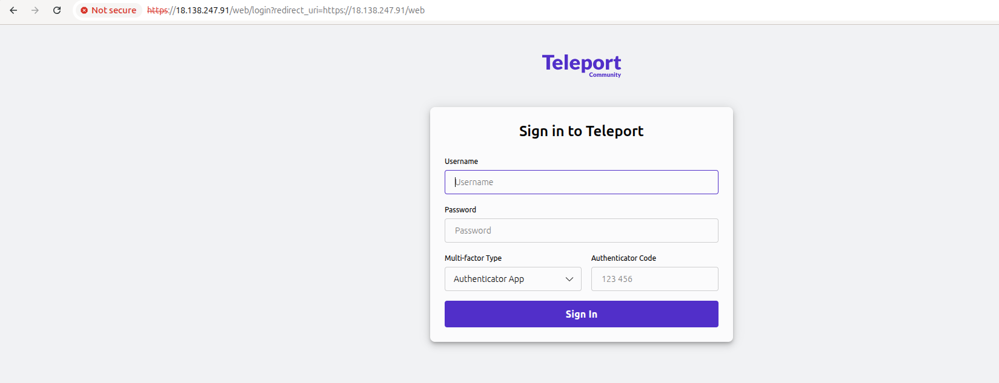 Not secure https://18.138.247.91/web/login?redirect_uri=https://18.138.247.91/web
Teleport
Community
Sign in to Teleport
Username
Username
Password
Password
Multi-factor Type Authenticator Code
Authenticator App 123 456
Sign In